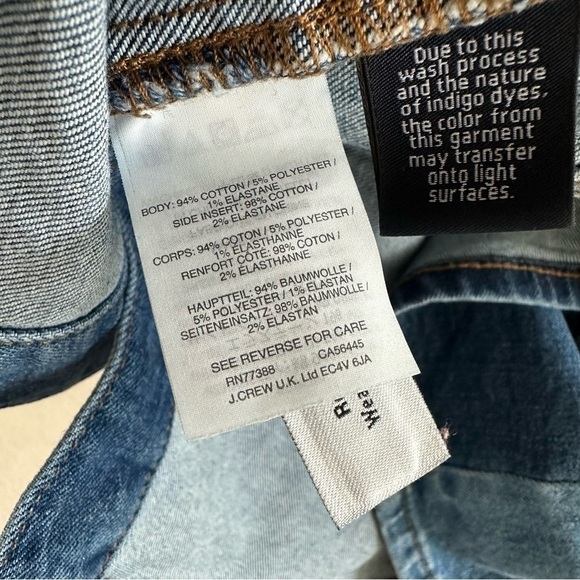 BODY: 94% COTTON / 5% POLYESTER /
1% ELASTANE
SIDE INSERT: 98% COTTON /
2% ELASTANE
CORPS: 94% COTON / 5% POLYESTER /
1% ÉLASTHANNE
RENFORT CÔTÉ: 98% COTON /
2% ÉLASTHANNE
HAUPTTEIL: 94% BAUMWOLLE /
5% POLYESTER / 1% ELASTAN
SEITENEINSATZ: 98% BAUMWOLLE /
2% ELASTAN
SEE REVERSE FOR CARE
RN77388 CA56445
J.CREW U.K. Ltd EC4V 6JA
Due to this
wash process
and the nature
of indigo dyes,
the color from
this garment
may transfer
onto light
surfaces.